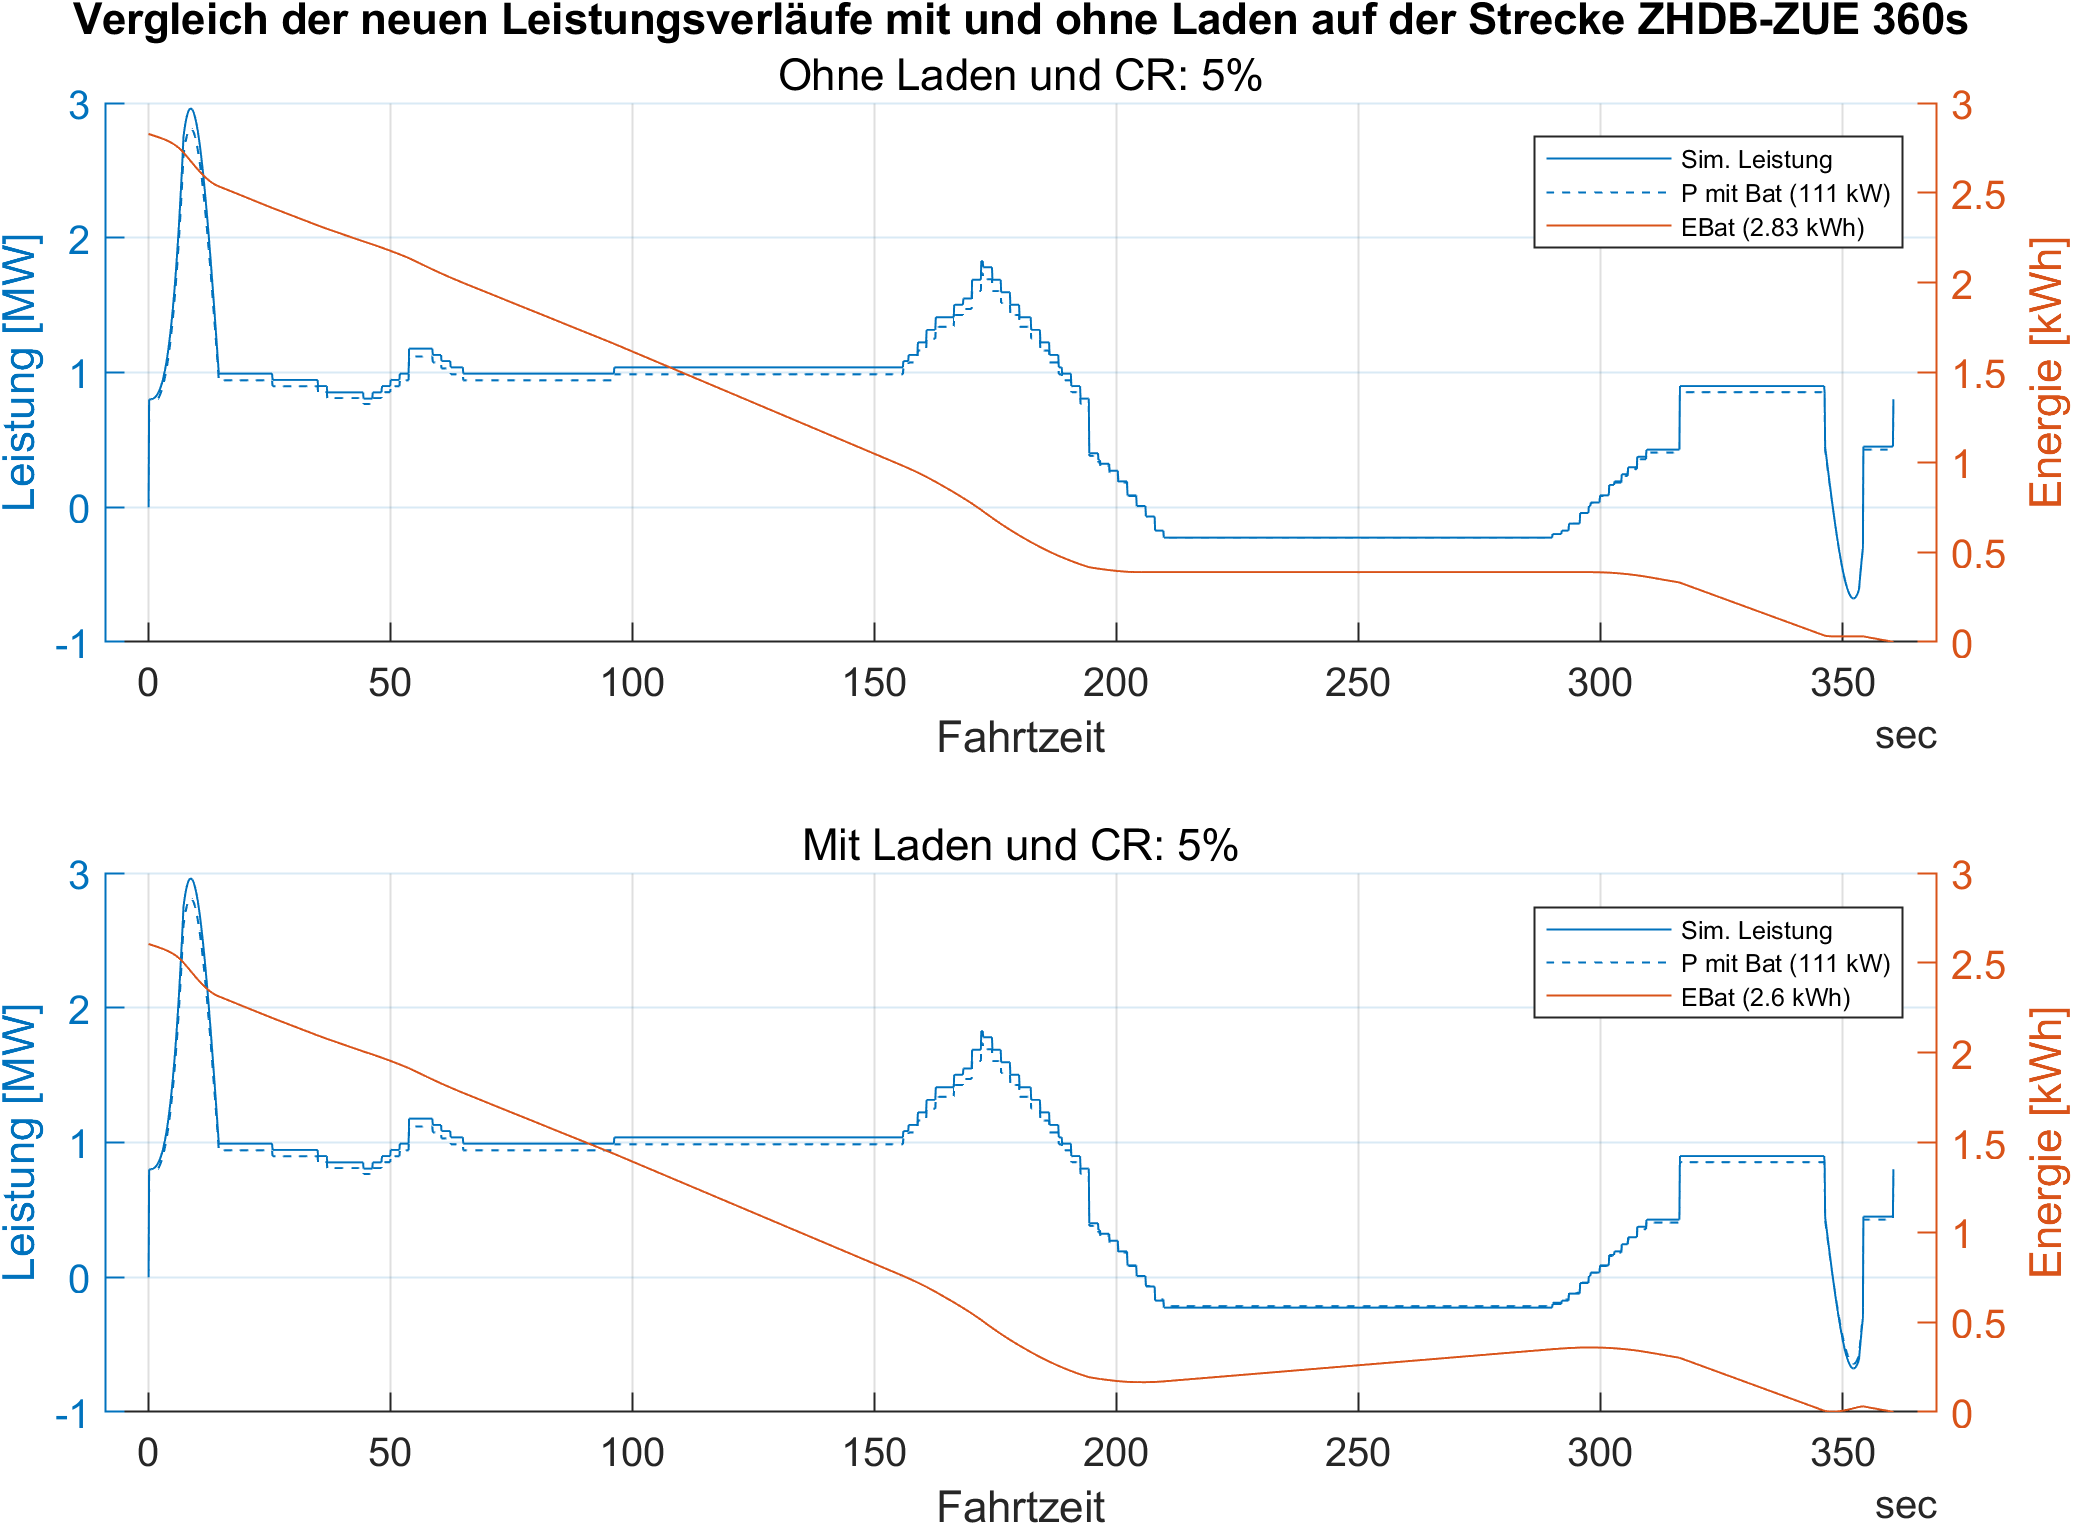 Vergleich der neuen Leistungsverläufe mit und ohne Laden auf der Strecke ZHDB-ZUE 360s
Ohne Laden und CR: 5%
Leistung [MW]
3
2
1
0
-1
Sim. Leistung
P mit Bat (111 kW)
EBat (2.83 kWh)
3
2.5
2
1.5
1
0.5
0
Energie [kWh]
0 50 100 150 200 250 300 350
Fahrtzeit
sec
Mit Laden und CR: 5%
Leistung [MW]
3
2
1
0
-1
Sim. Leistung
P mit Bat (111 kW)
EBat (2.6 kWh)
3
2.5
2
1.5
1
0.5
0
Energie [kWh]
0 50 100 150 200 250 300 350
Fahrtzeit
sec